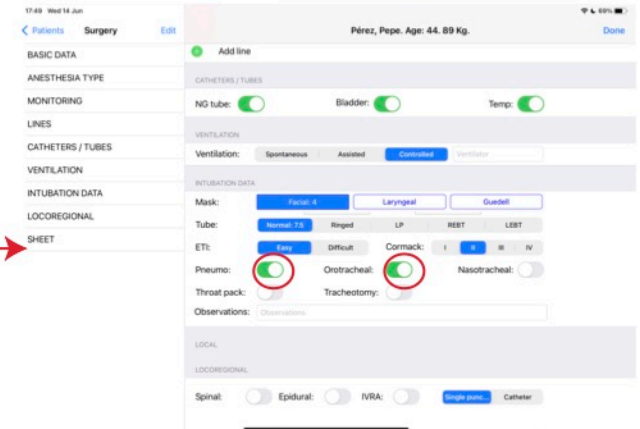 17:49 Wed 14 Jun
69%
Patients Surgery Edit
Pérez, Pepe. Age: 44. 89 Kg.
Done
BASIC DATA
ANESTHESIA TYPE
MONITORING
LINES
CATHETERS / TUBES
VENTILATION
INTUBATION DATA
LOCOREGIONAL
SHEET
Add line
CATHETERS / TUBES
NG tube: Bladder: Temp:
VENTILATION
Ventilation: Spontaneous Assisted Controlled Ventilator
INTUBATION DATA
Mask: Facial: 4 Laryngeal Guedell
Tube: Normal: 7.5 Ringed LP REBT LEBT
ETI: Easy Difficult Cormack: I II III IV
Pneumo: Orotracheal: Nasotracheal:
Throat pack: Tracheotomy:
Observations: Observations
LOCAL
LOCOREGIONAL
Spinal: Epidural: IVRA: Single punc... Catheter